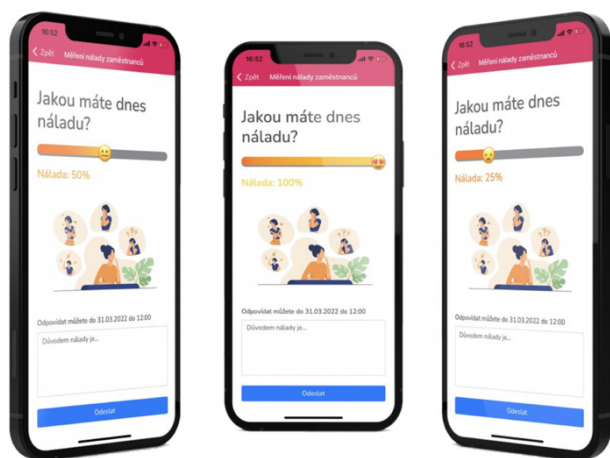 16:52
Zpět Měření nálady zaměstnanců
Jakou máte dnes
náladu?
Nálada: 50%
Odpovídat můžete do 31.03.2022 do 12:00
Důvodem nálady je...
Odeslat
16:52
Zpět Měření nálady zaměstnanců
Jakou máte dnes
náladu?
Nálada: 100%
Odpovídat můžete do 31.03.2022 do 12:00
Důvodem nálady je...
Odeslat
16:52
Zpět Měření nálady zaměstnanců
Jakou máte dnes
náladu?
Nálada: 25%
Odpovídat můžete do 31.03.2022 do 12:00
Důvodem nálady je...
Odeslat